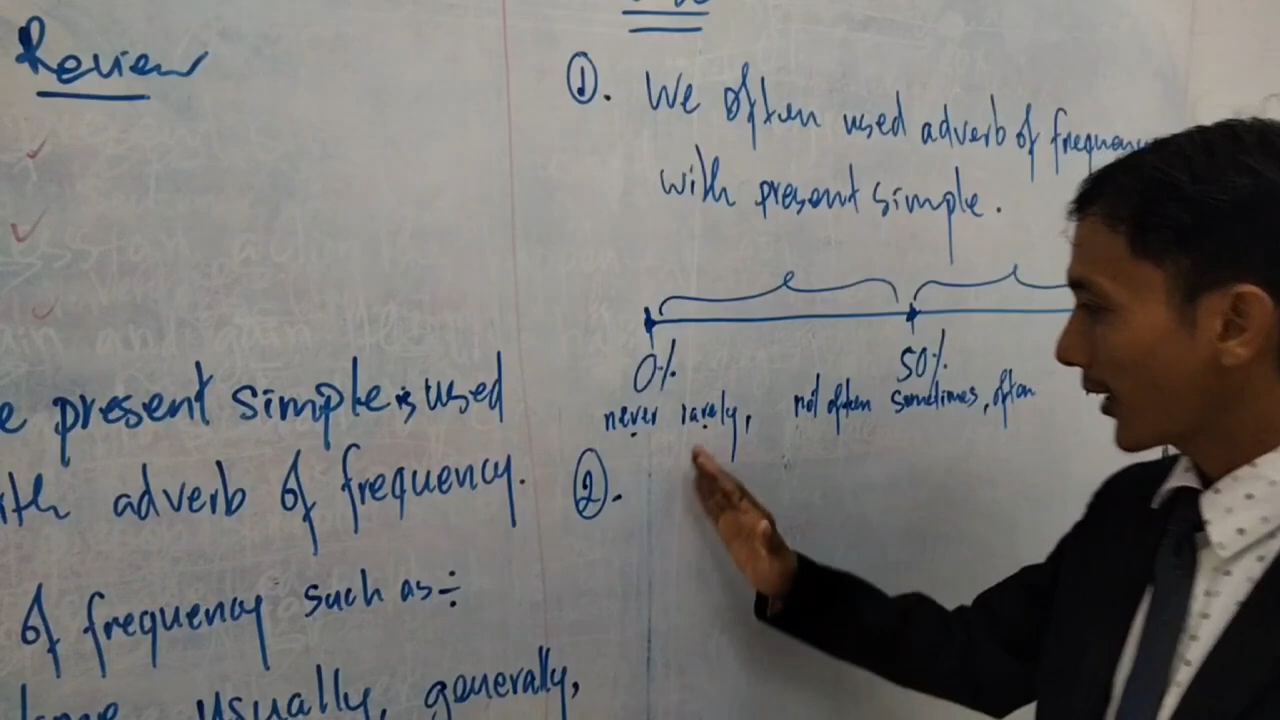 Review
e present simple is used
ith adverb of frequency.
of frequency such as÷
usually, generally,
①. We often used adverb of frequency
with present simple.
0% 50%
never rarely, not often sometimes, often
②.